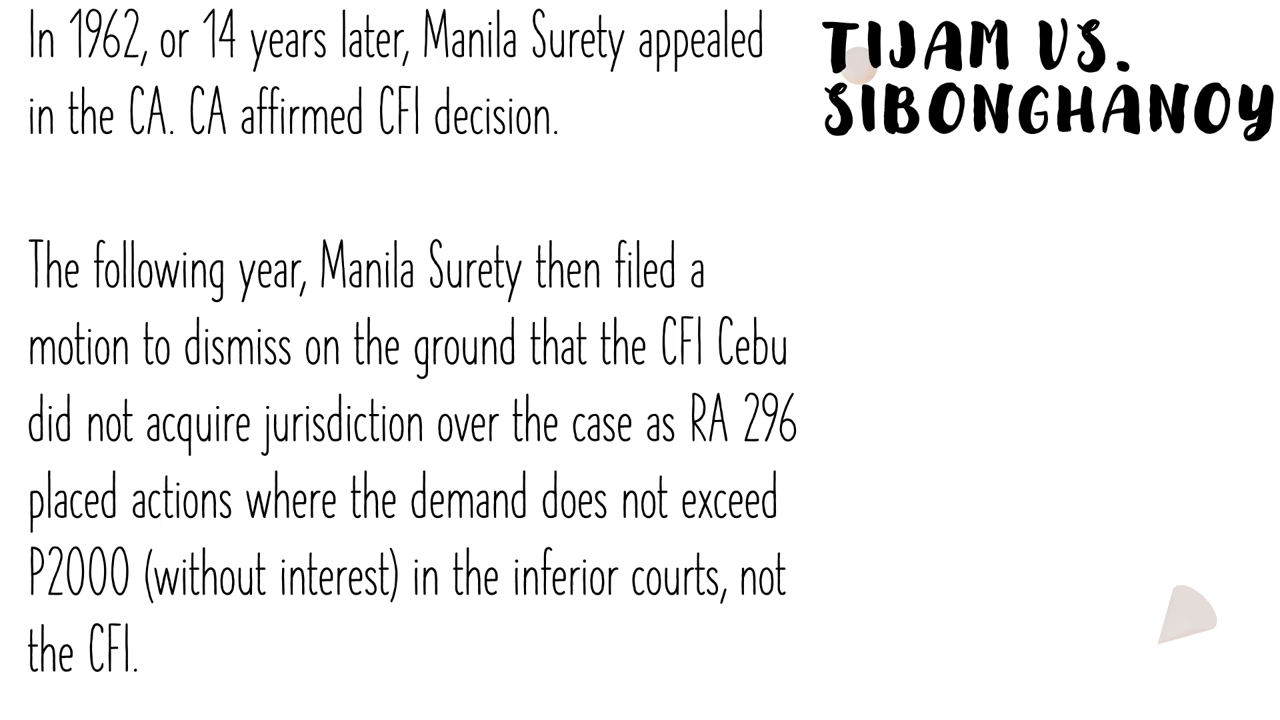 In 1962, or 14 years later, Manila Surety appealed
in the CA. CA affirmed CFI decision.
The following year, Manila Surety then filed a
motion to dismiss on the ground that the CFI Cebu
did not acquire jurisdiction over the case as RA 296
placed actions where the demand does not exceed
P2000 (without interest) in the inferior courts, not
the CFI.
TIJAM VS.
SIBONGHANOY